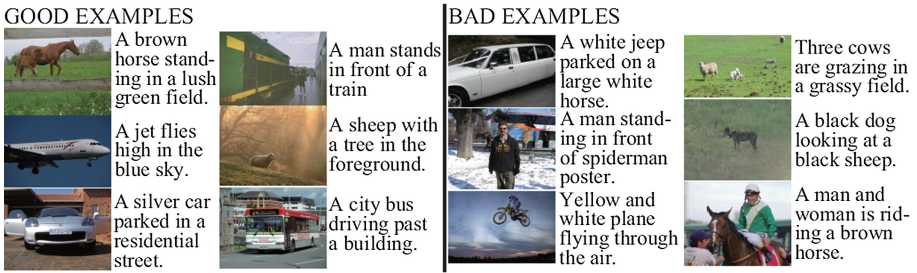 GOOD EXAMPLES
A brown
horse stand-
ing in a lush
green field.
A jet flies
high in the
blue sky.
A silver car
parked in a
residential
street.
A man stands
in front of a
train
A sheep with
a tree in the
foreground.
A city bus
driving past
a building.
BAD EXAMPLES
A white jeep
parked on a
large white
horse.
A man stand-
ing in front
of spiderman
poster.
Yellow and
white plane
flying through
the air.
Three cows
are grazing in
a grassy field.
A black dog
looking at a
black sheep.
A man and
woman is rid-
ing a brown
horse.